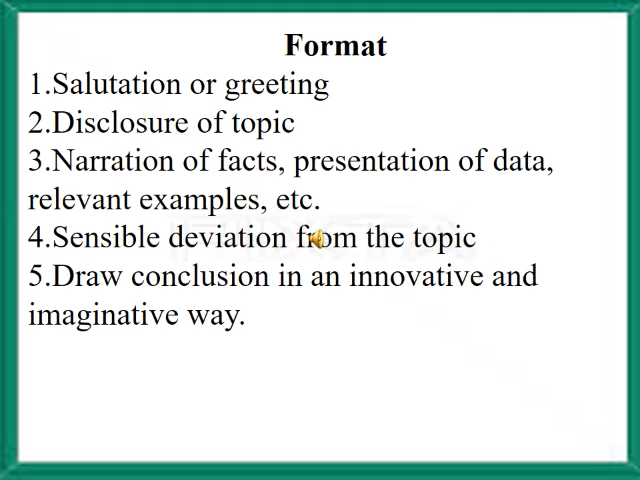 Format
1.Salutation or greeting
2.Disclosure of topic
3.Narration of facts, presentation of data,
relevant examples, etc.
4.Sensible deviation from the topic
5.Draw conclusion in an innovative and
imaginative way.